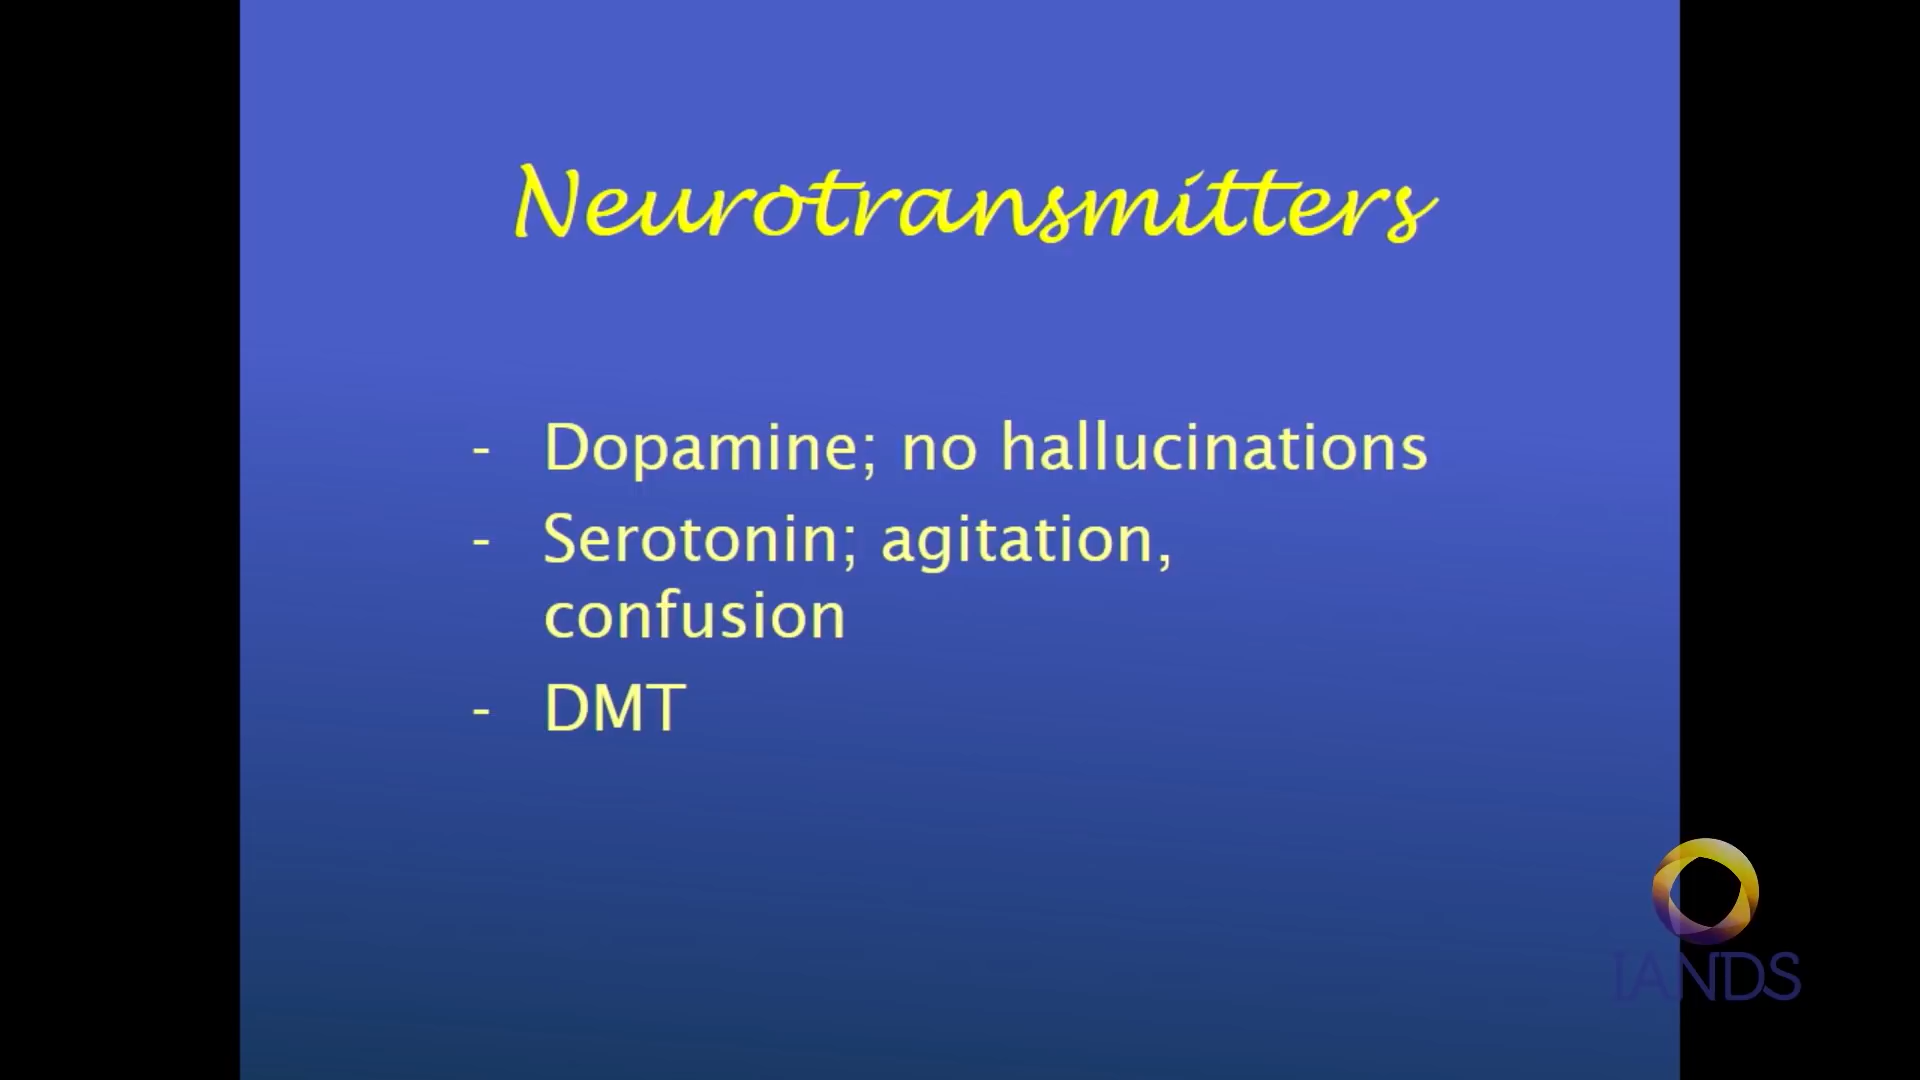 Neurotransmitters
- Dopamine; no hallucinations
- Serotonin; agitation,
confusion
- DMT
IANDS